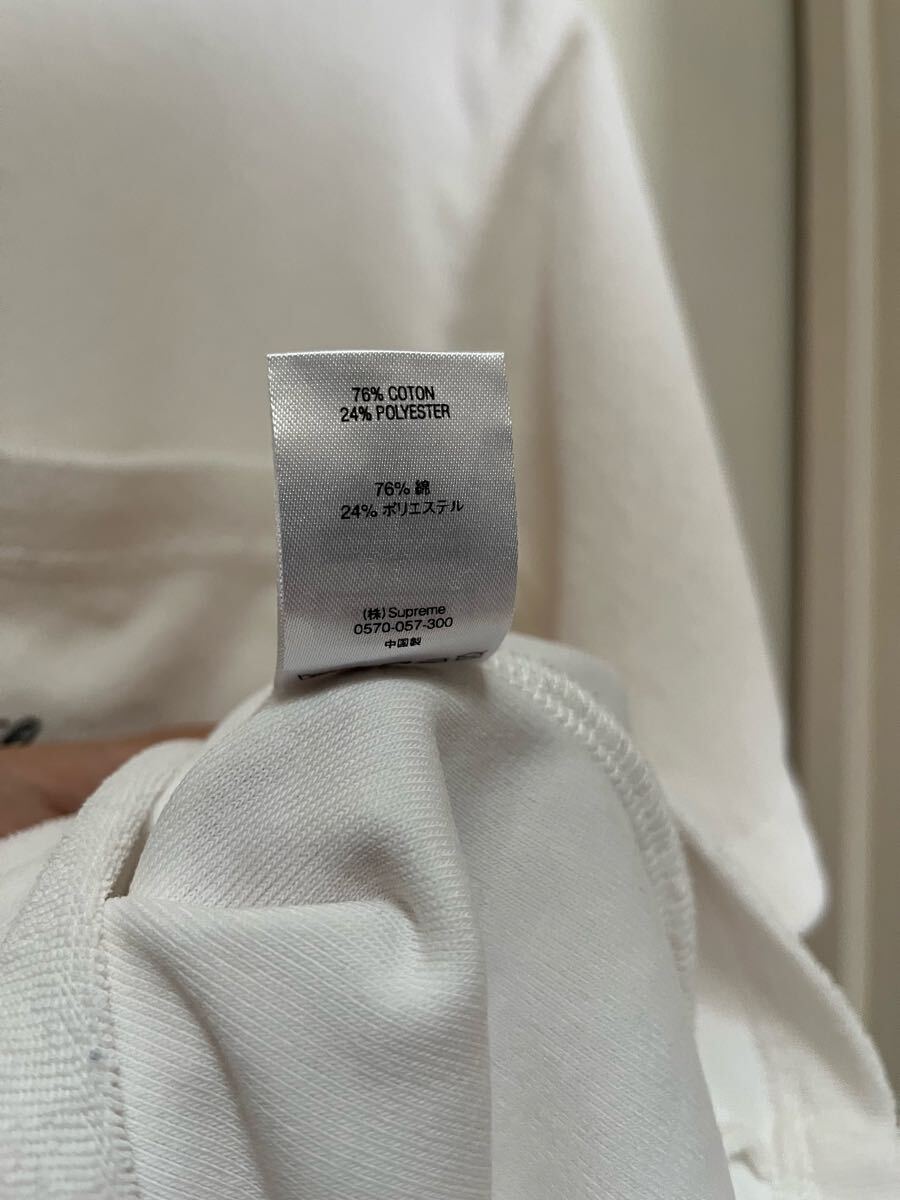 76% COTON
24% POLYESTER
76% 綿
24% ポリエステル
(株)Supreme
0570-057-300
中国製